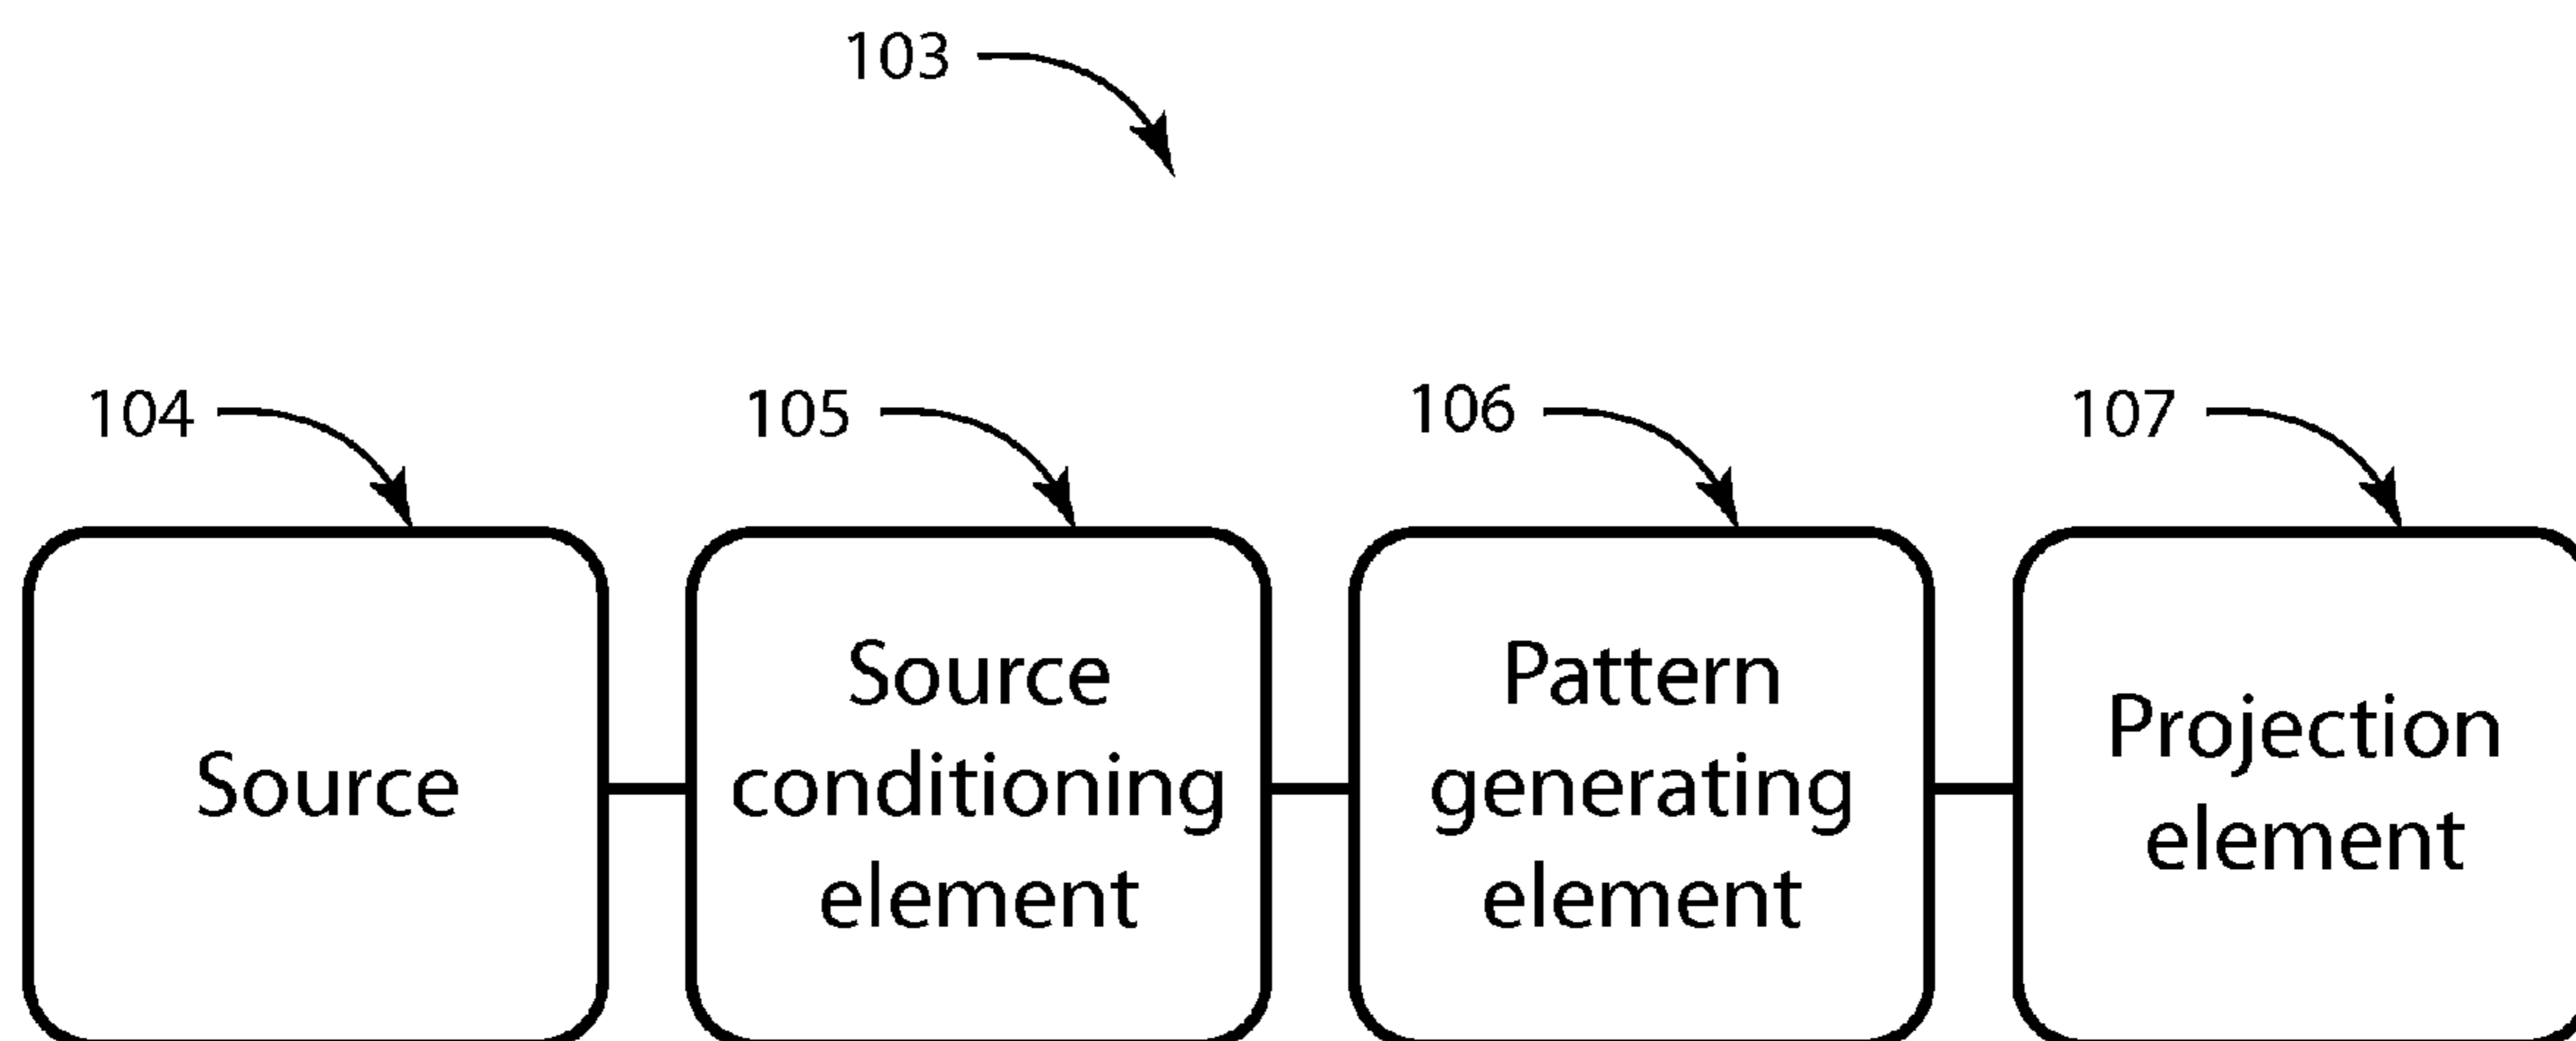 103
104
105
106
107
Source
Source
conditioning
element
Pattern
generating
element
Projection
element